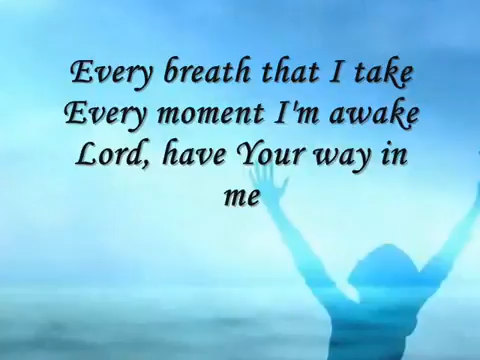 Every breath that I take
Every moment I'm awake
Lord, have Your way in
me